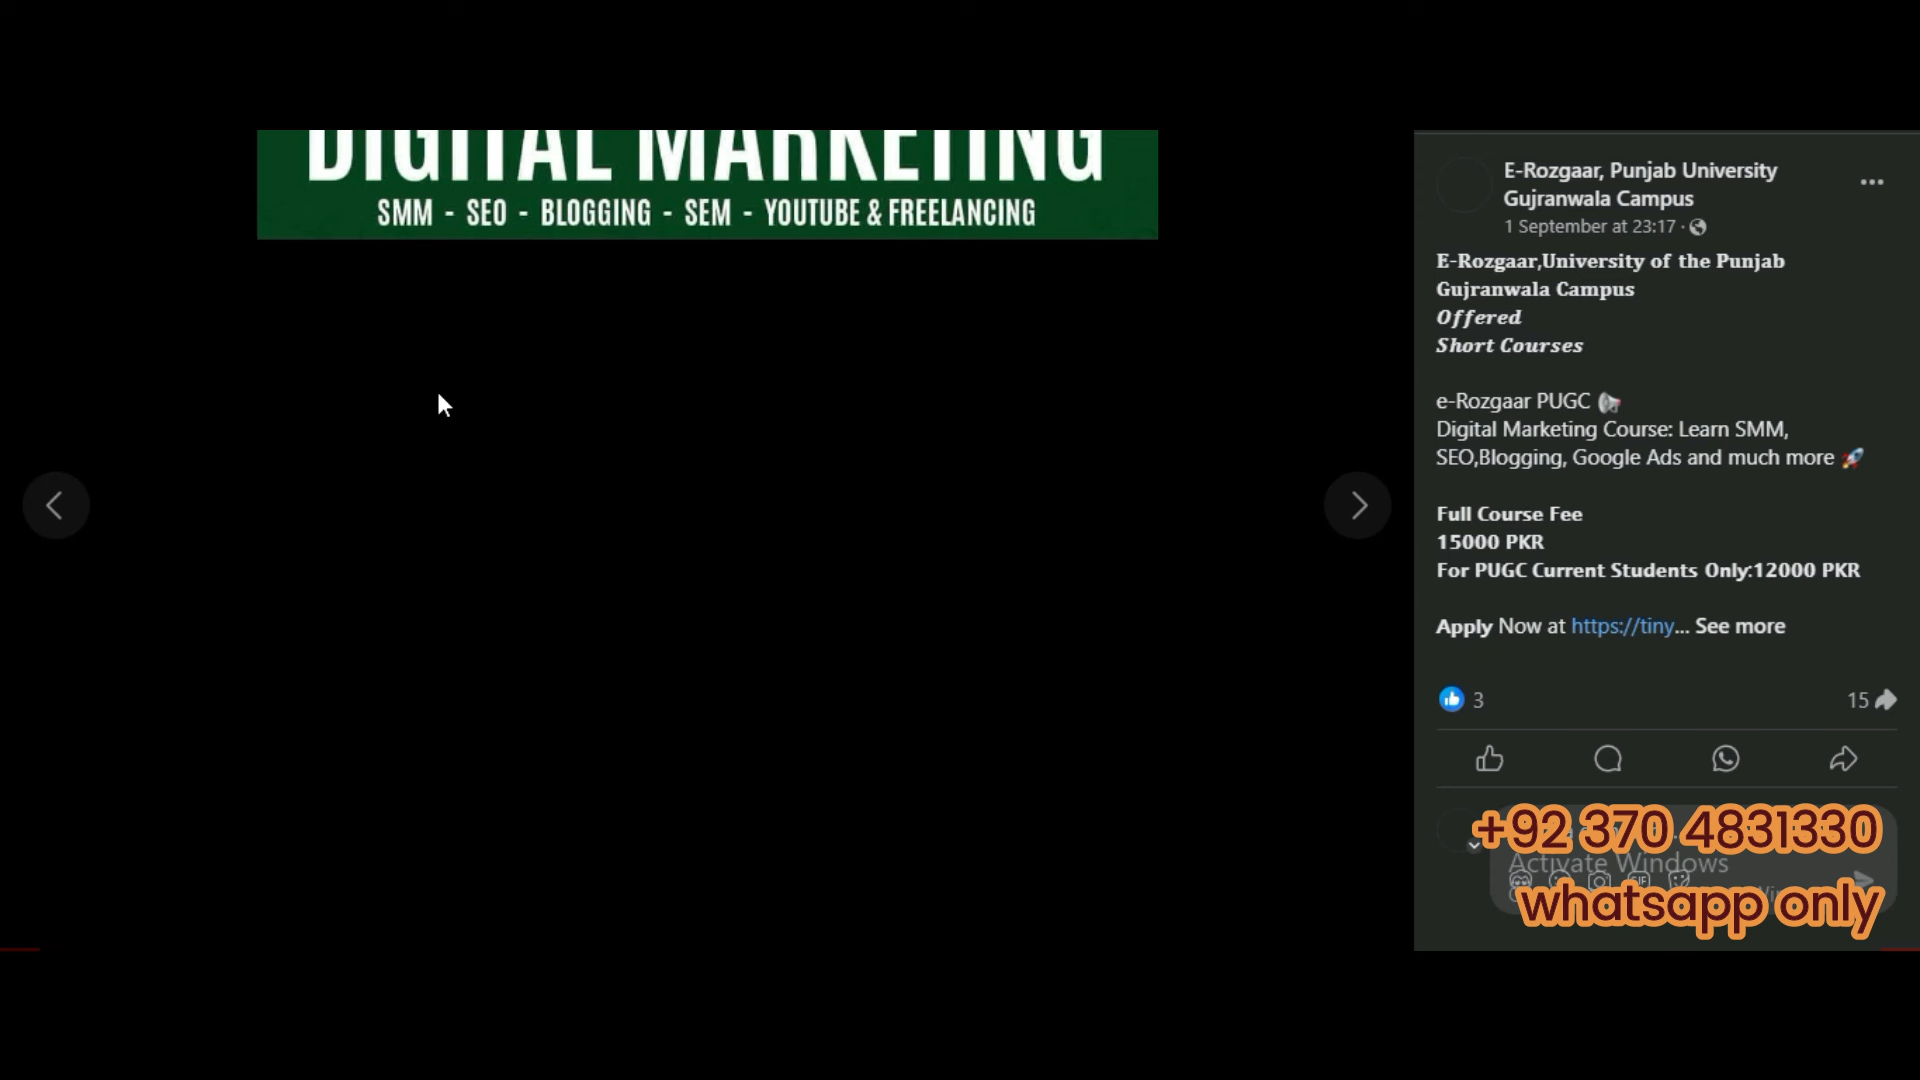 DIGITAL MARKETING
SMM - SEO - BLOGGING - SEM - YOUTUBE & FREELANCING
E-Rozgaar, Punjab University
Gujranwala Campus
1 September at 23:17 ·
E-Rozgaar,University of the Punjab
Gujranwala Campus
Offered
Short Courses
e-Rozgaar PUGC
Digital Marketing Course: Learn SMM,
SEO,Blogging, Google Ads and much more
Full Course Fee
15000 PKR
For PUGC Current Students Only:12000 PKR
Apply Now at https://tiny... See more
3
15
+92 370 4831330
Activate Windows
GIF
whatsapp only